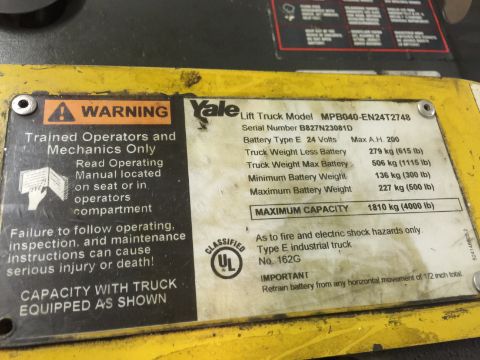 WARNING
Trained Operators and
Mechanics Only
Read Operating
Manual located
on seat or in
operators
compartment
Failure to follow operating,
inspection, and maintenance
instructions can cause
serious injury or death!
CAPACITY WITH TRUCK
EQUIPPED AS SHOWN
Yale Lift Truck Model MPB040-EN24T2748
Serial Number B827N23081D
Battery Type E 24 Volts Max A.H. 200
Truck Weight Less Battery 279 kg (615 lb)
Truck Weight Max Battery 506 kg (1115 lb)
Minimum Battery Weight 136 kg (300 lb)
Maximum Battery Weight 227 kg (500 lb)
MAXIMUM CAPACITY 1810 kg (4000 lb)
CLASSIFIED
UL
As to fire and electric shock hazards only.
Type E industrial truck
No. 162G
IMPORTANT
Retrain battery from any horizontal movement of 1/2 inch total.